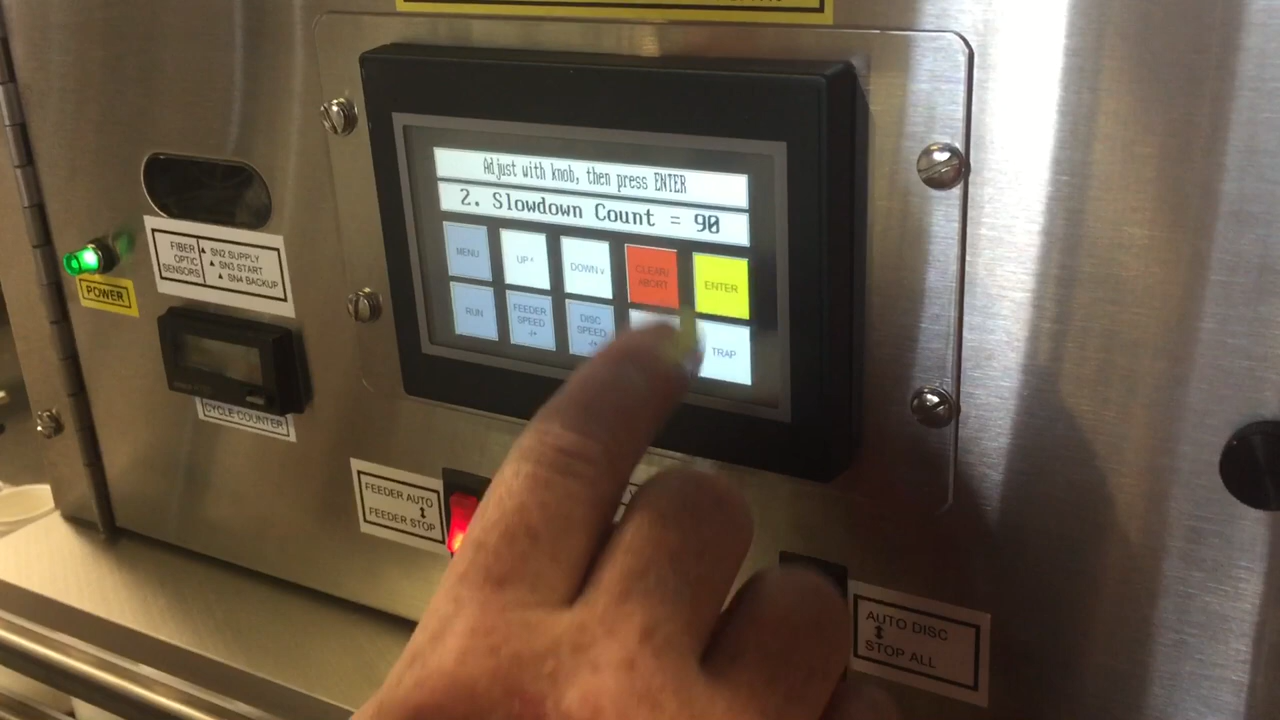 Adjust with knob, then press ENTER
2. Slowdown Count = 90
MENU
UP ^
DOWN v
CLEAR/
ABORT
ENTER
RUN
FEEDER
SPEED
-/+
DISC
SPEED
-/+
TRAP
FIBER
OPTIC
SENSORS
▲ SN2 SUPPLY
▲ SN3 START
▲ SN4 BACKUP
POWER
CYCLE COUNTER
FEEDER AUTO
↕
FEEDER STOP
AUTO DISC
↕
STOP ALL